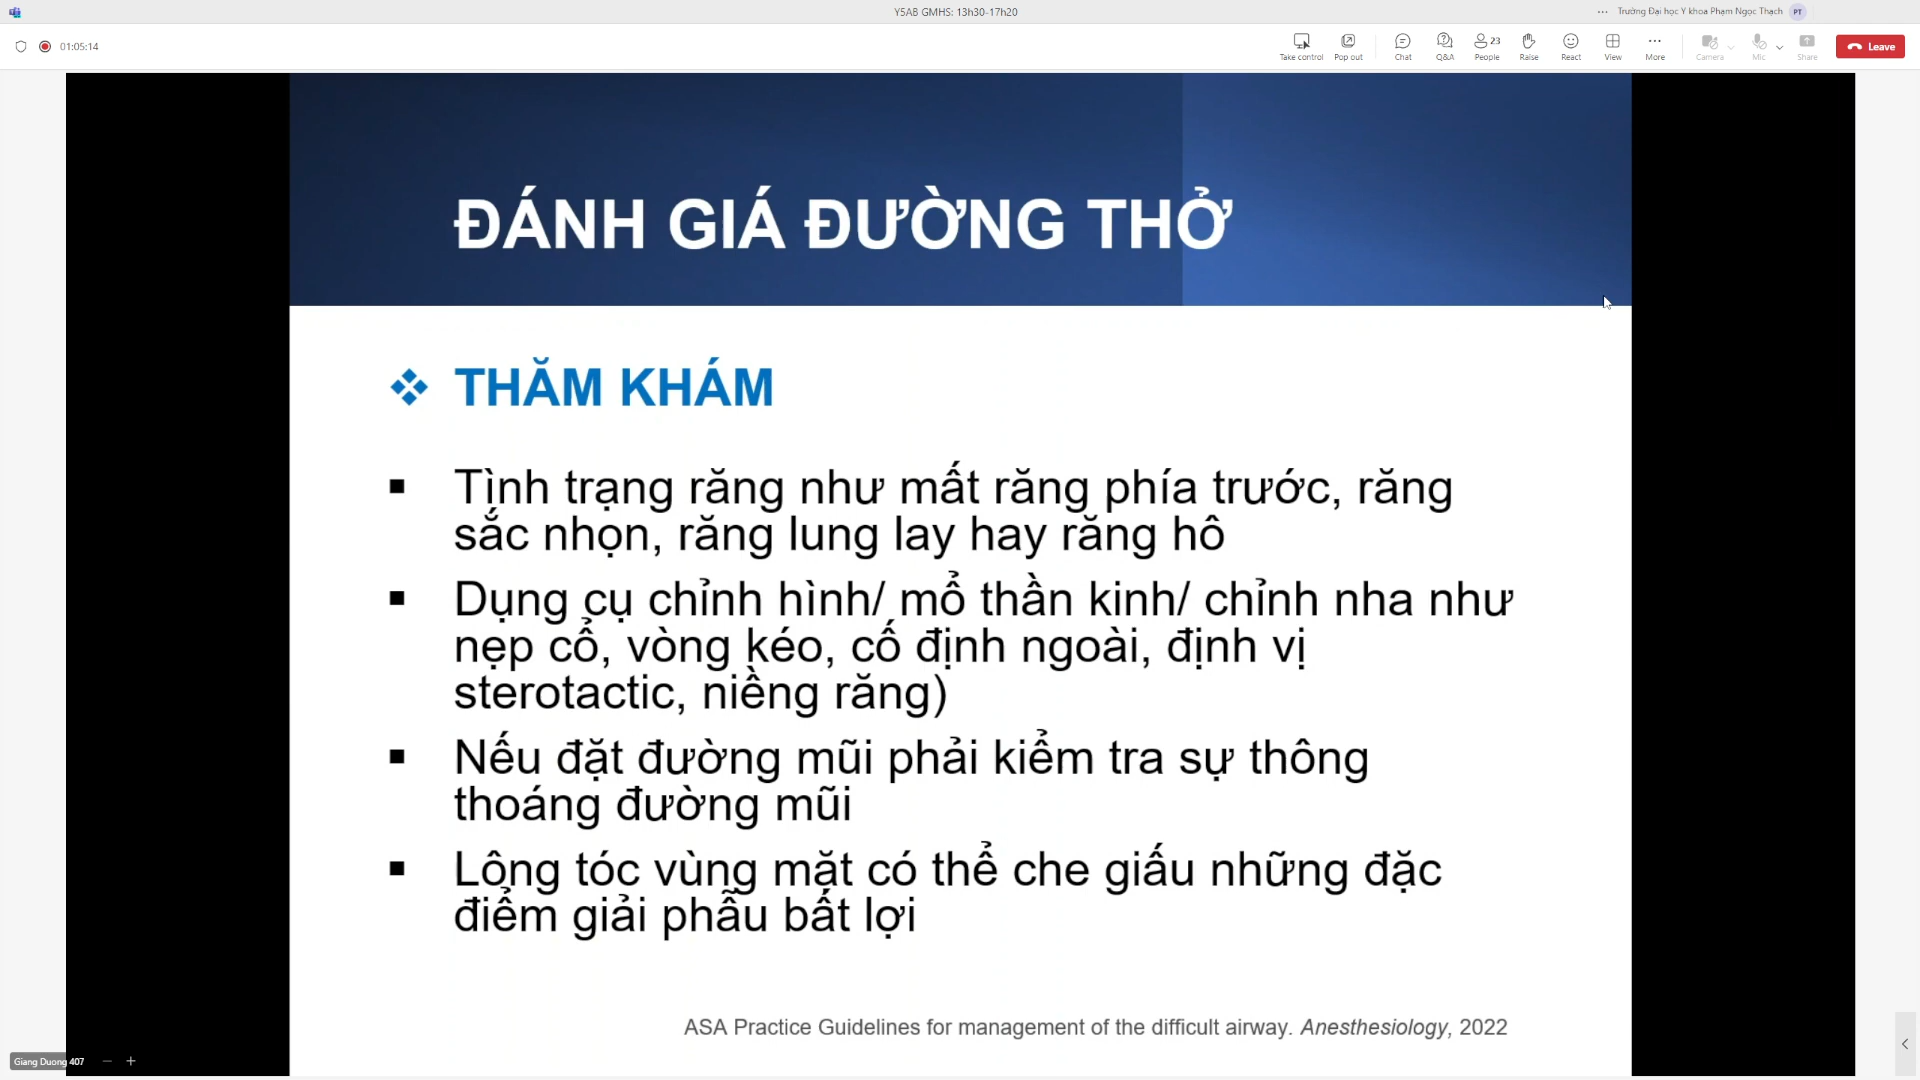 Y5AB GMHS: 13h30-17h20
Trường Đại học Y khoa Phạm Ngọc Thạch PT
01:05:14
Take control Pop out Chat Q&A People 23 Raise React View More Camera Mic Share Leave
ĐÁNH GIÁ ĐƯỜNG THỞ
THĂM KHÁM
Tình trạng răng như mất răng phía trước, răng
sắc nhọn, răng lung lay hay răng hô
Dụng cụ chỉnh hình/ mổ thần kinh/ chỉnh nha như
nẹp cổ, vòng kéo, cố định ngoài, định vị
sterotactic, niềng răng)
Nếu đặt đường mũi phải kiểm tra sự thông
thoáng đường mũi
Lông tóc vùng mặt có thể che giấu những đặc
điểm giải phẫu bất lợi
ASA Practice Guidelines for management of the difficult airway. Anesthesiology, 2022
Giang Duong 407